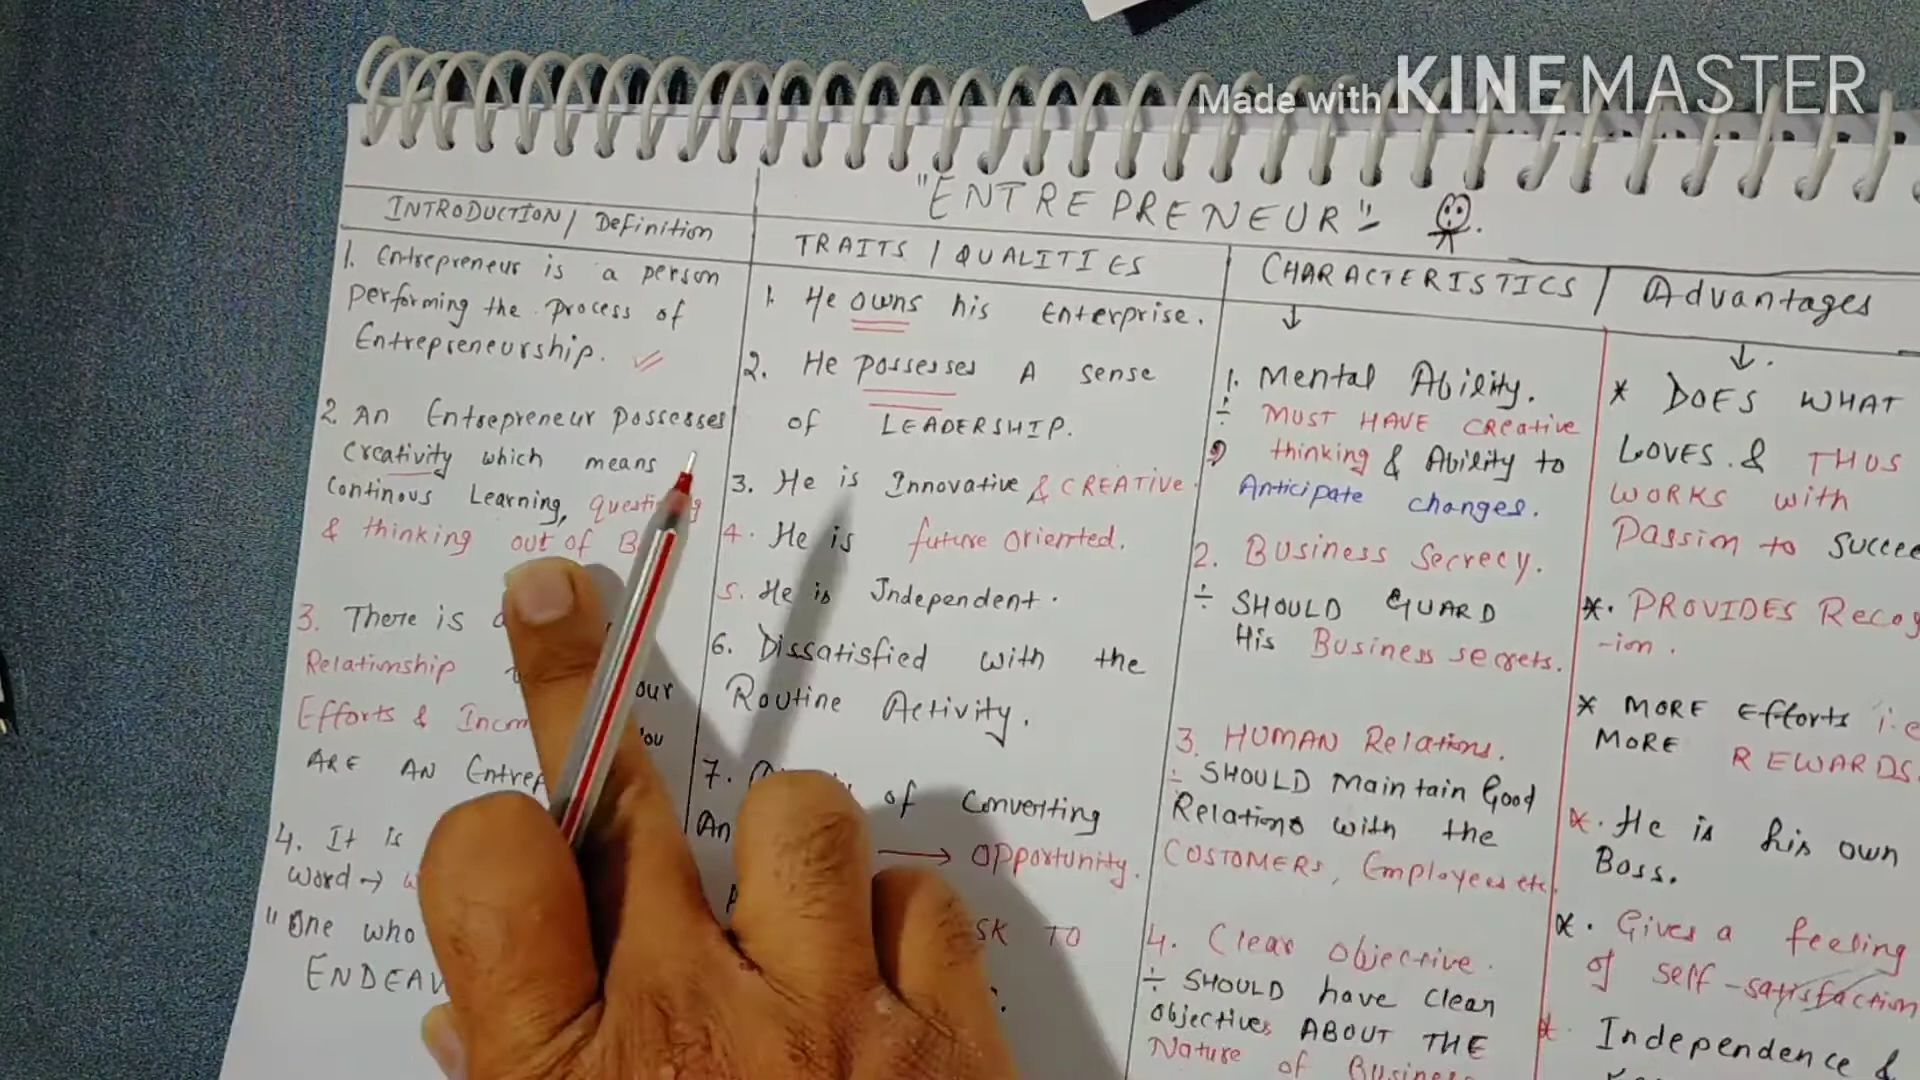 Made with KINEMASTER
"ENTREPRENEUR"
INTRODUCTION / Definition
1. Entrepreneur is a person
performing the process of
Entrepreneurship.
2. An Entrepreneur possesses
Creativity which means
continous Learning,
& thinking out of
3. There is
Relationship
Efforts & our
ARE AN
4. It is
word →
"One who
TRAITS / QUALITIES
1. He owns his Enterprise.
2. He possesses A sense
of LEADERSHIP.
3. He is Innovative & CREATIVE
4. He is future oriented.
5. He is Independent.
6. Dissatisfied with the
Routine Activity.
7. of Converting
An → opportunity.
TO
CHARACTERISTICS
1. Mental Ability.
÷ MUST HAVE creative
thinking & Ability to
Anticipate changes.
2. Business Secrecy.
÷ SHOULD GUARD
His Business secrets.
3. HUMAN Relations.
÷ SHOULD Maintain Good
Relations with the
COSTOMERS, Employees etc.
4. Clear objective.
÷ SHOULD have clear
objectives ABOUT THE
Nature of
Advantages
* DOES WHAT
LOVES. & THUS
WORKS with
Passion to
*. PROVIDES
-ion.
* MORE Efforts i.e
MORE REWARDS.
*. He is his own
Boss.
*. Gives a feeling
of self-satisfaction
* Independence &